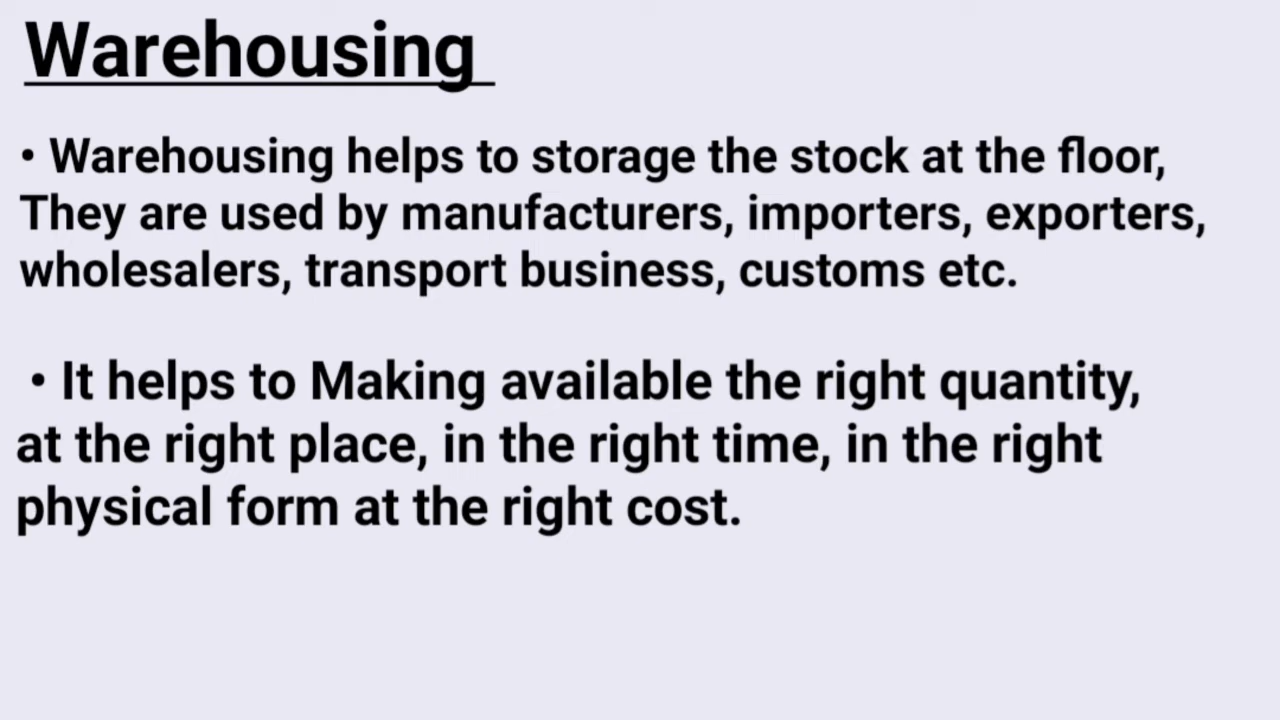 Warehousing
• Warehousing helps to storage the stock at the floor,
They are used by manufacturers, importers, exporters,
wholesalers, transport business, customs etc.
• It helps to Making available the right quantity,
at the right place, in the right time, in the right
physical form at the right cost.